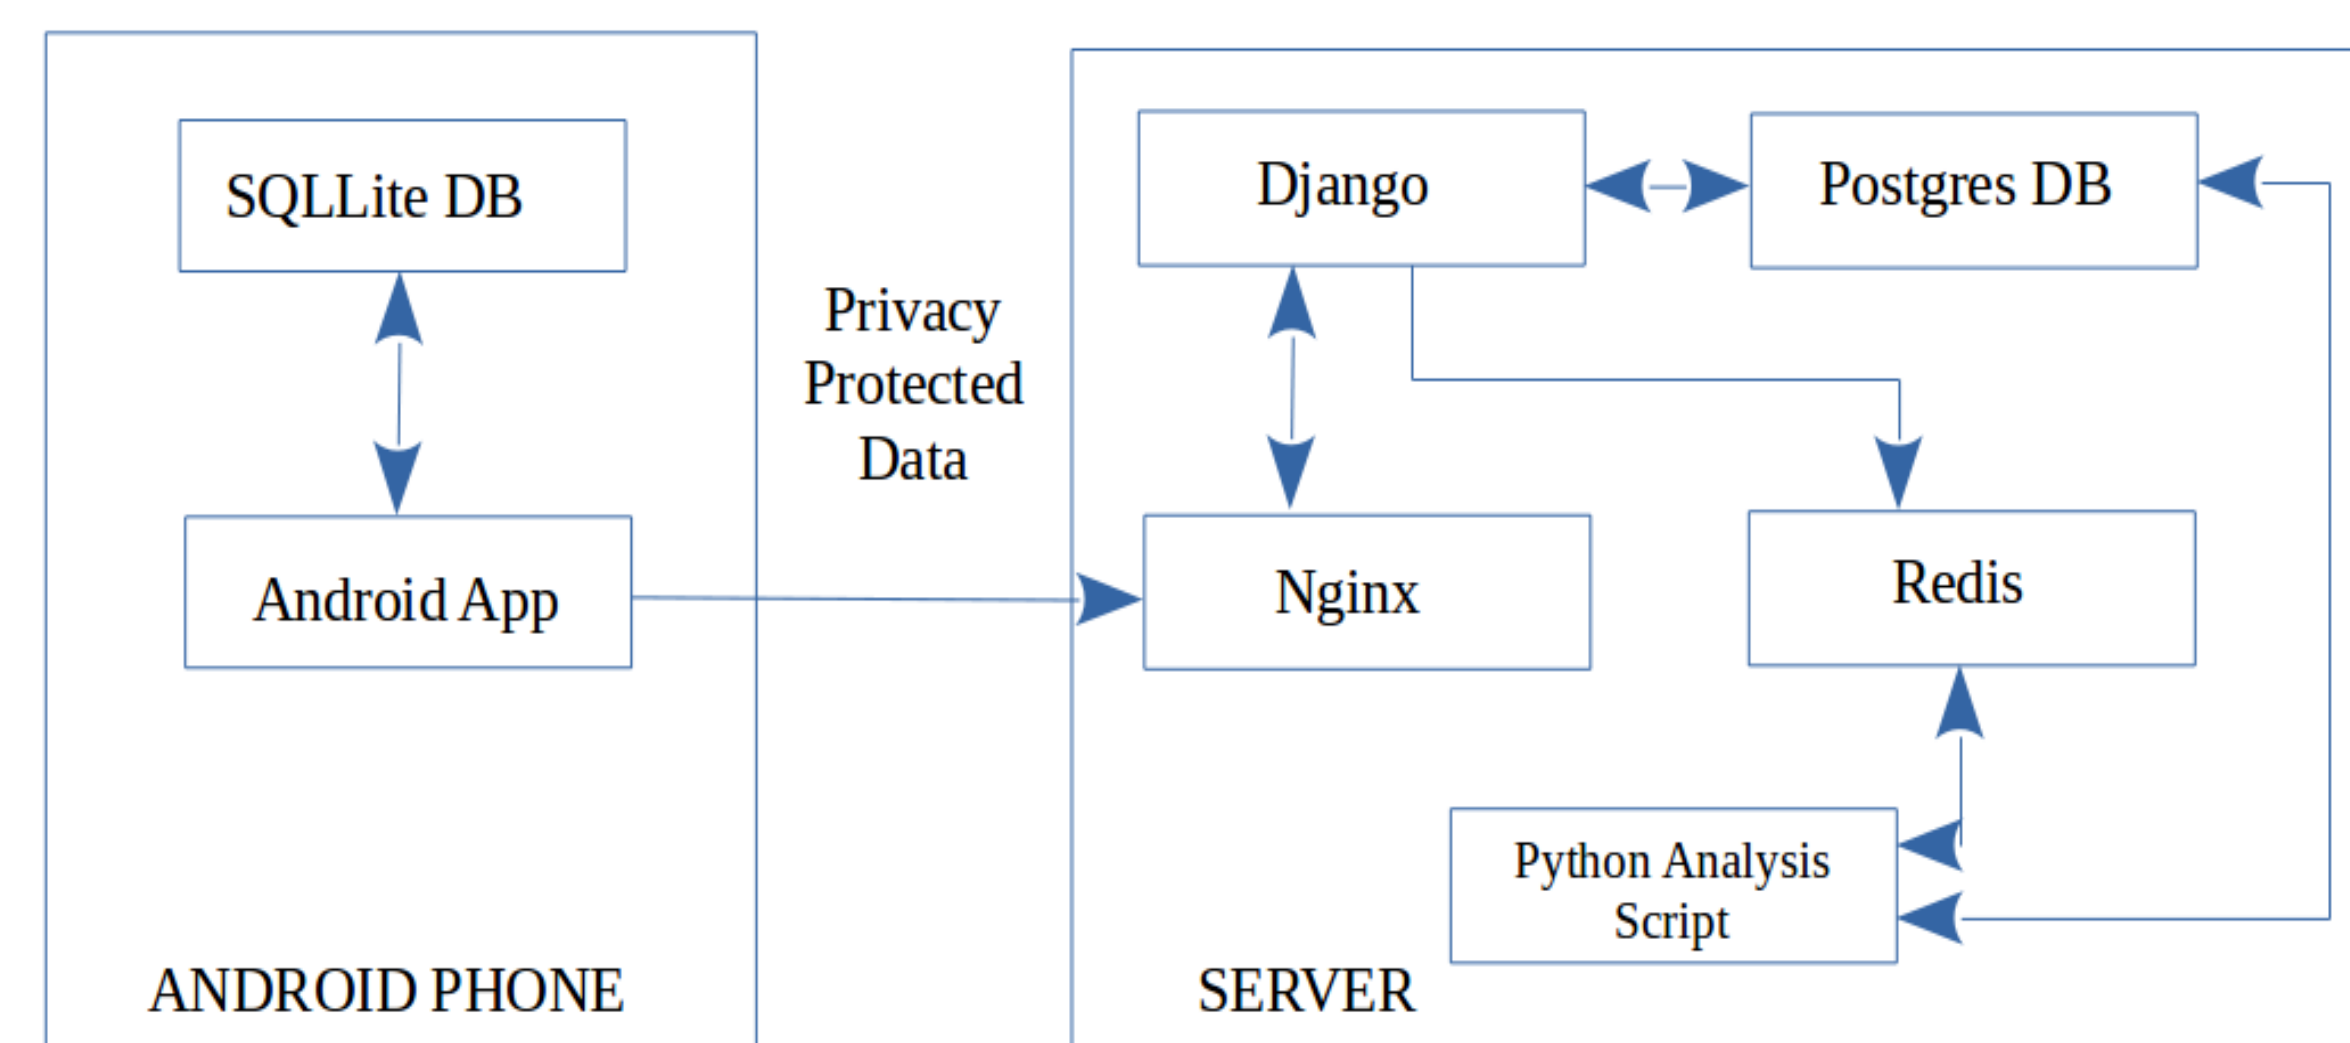 SQLLite DB
Android App
ANDROID PHONE
Privacy
Protected
Data
Django
Postgres DB
Nginx
Redis
Python Analysis
Script
SERVER